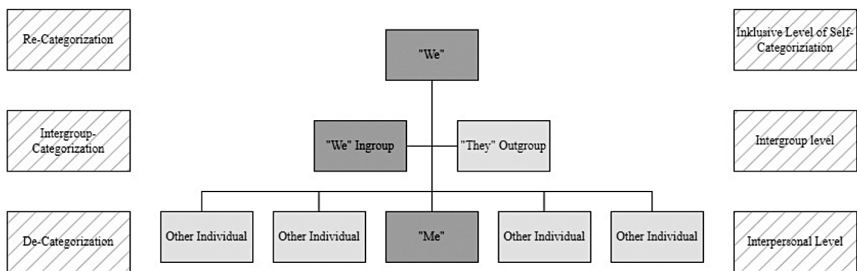 Re-Categorization
"We"
Inklusive Level of Self-
Categoriziation
Intergroup-
Categorization
"We" Ingroup
"They" Outgroup
Intergroup level
De-Categorization
Other Individual
Other Individual
"Me"
Other Individual
Other Individual
Interpersonal Level